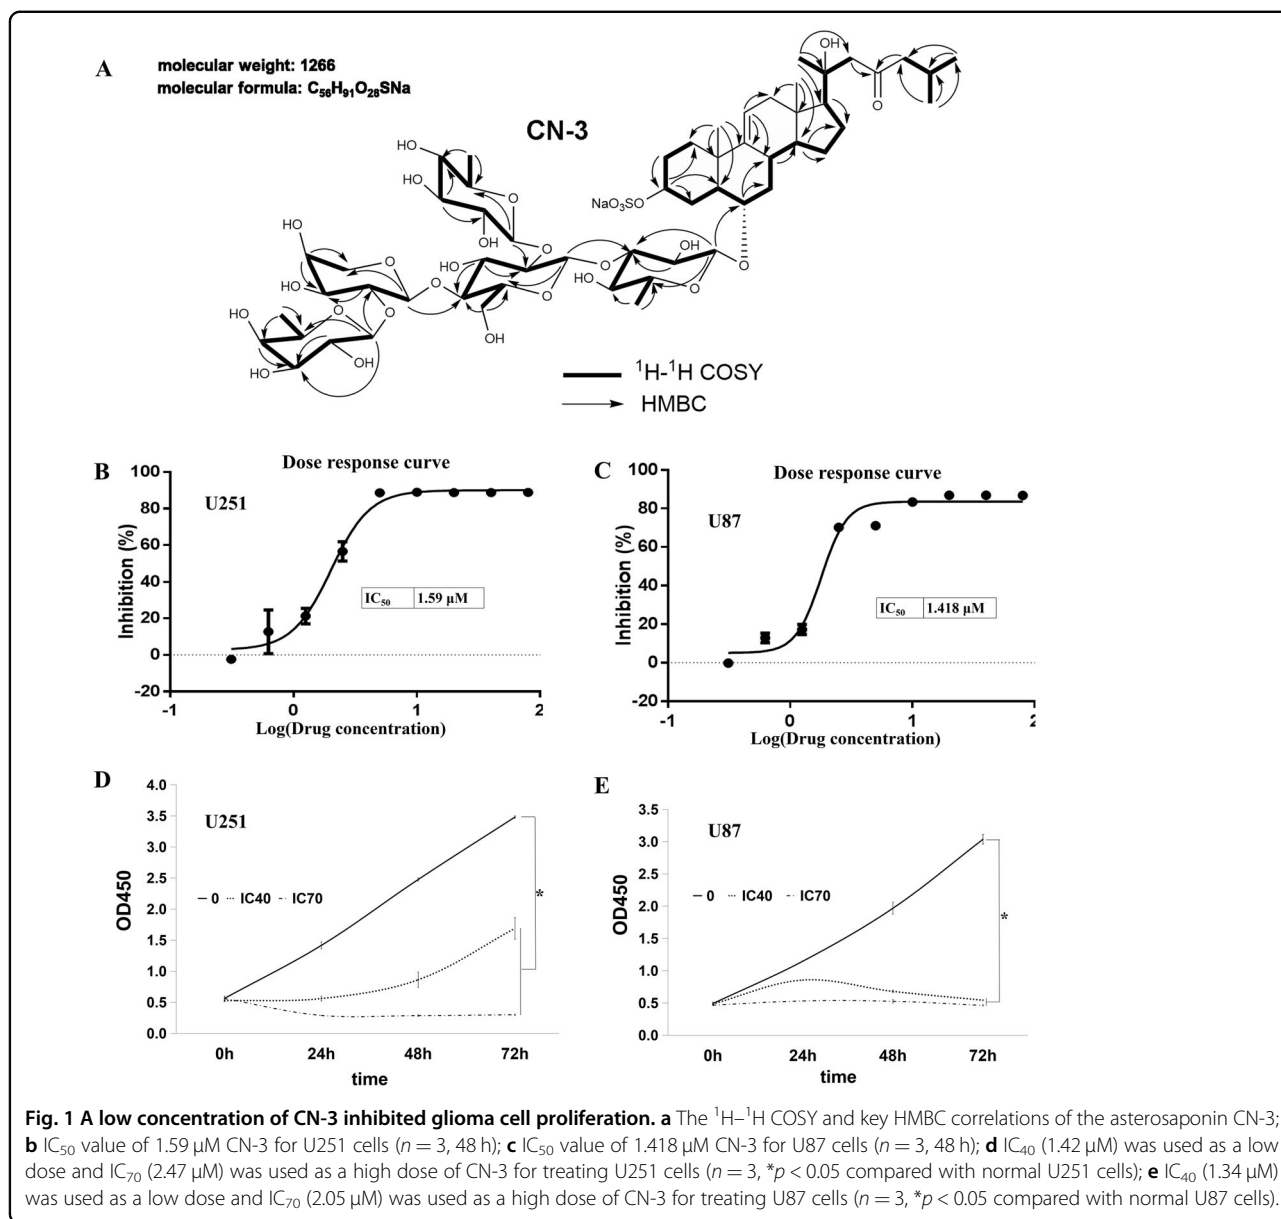 A
molecular weight: 1266
molecular formula: C₅₆H₉₁O₂₈SNa
CN-3
OH
O
NaO₃SO
HO
HO
O
OH
O
HO
O
HO
O
O
HO
O
OH
O
O
OH
HO
O
O
HO
O
HO
OH
OH
¹H-¹H COSY
HMBC
B
Dose response curve
U251
Inhibition (%)
100
80
60
40
20
0
-20
IC₅₀ 1.59 µM
-1 0 1 2
Log(Drug concentration)
C
Dose response curve
U87
Inhibition (%)
100
80
60
40
20
0
-20
IC₅₀ 1.418 µM
-1 0 1 2
Log(Drug concentration)
D
U251
OD450
4.0
3.5
3.0
2.5
2.0
1.5
1.0
0.5
0.0
0 IC40 IC70
*
0h 24h 48h 72h
time
E
U87
OD450
3.5
3.0
2.5
2.0
1.5
1.0
0.5
0.0
0 IC40 IC70
*
0h 24h 48h 72h
time
Fig. 1 A low concentration of CN-3 inhibited glioma cell proliferation. a The ¹H–¹H COSY and key HMBC correlations of the asterosaponin CN-3;
b IC₅₀ value of 1.59 µM CN-3 for U251 cells (n = 3, 48 h); c IC₅₀ value of 1.418 µM CN-3 for U87 cells (n = 3, 48 h); d IC₄₀ (1.42 µM) was used as a low
dose and IC₇₀ (2.47 µM) was used as a high dose of CN-3 for treating U251 cells (n = 3, *p < 0.05 compared with normal U251 cells); e IC₄₀ (1.34 µM)
was used as a low dose and IC₇₀ (2.05 µM) was used as a high dose of CN-3 for treating U87 cells (n = 3, *p < 0.05 compared with normal U87 cells).